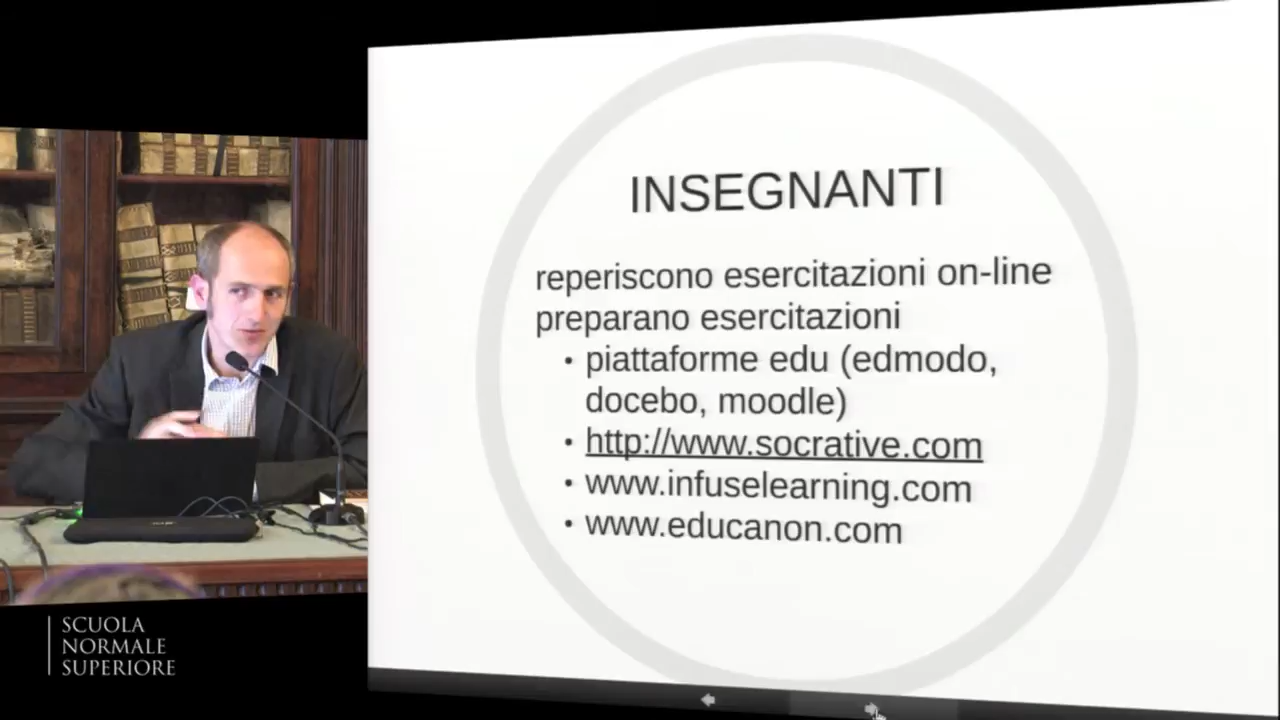 INSEGNANTI
reperiscono esercitazioni on-line
preparano esercitazioni
• piattaforme edu (edmodo,
docebo, moodle)
• http://www.socrative.com
• www.infuselearning.com
• www.educanon.com
SCUOLA
NORMALE
SUPERIORE